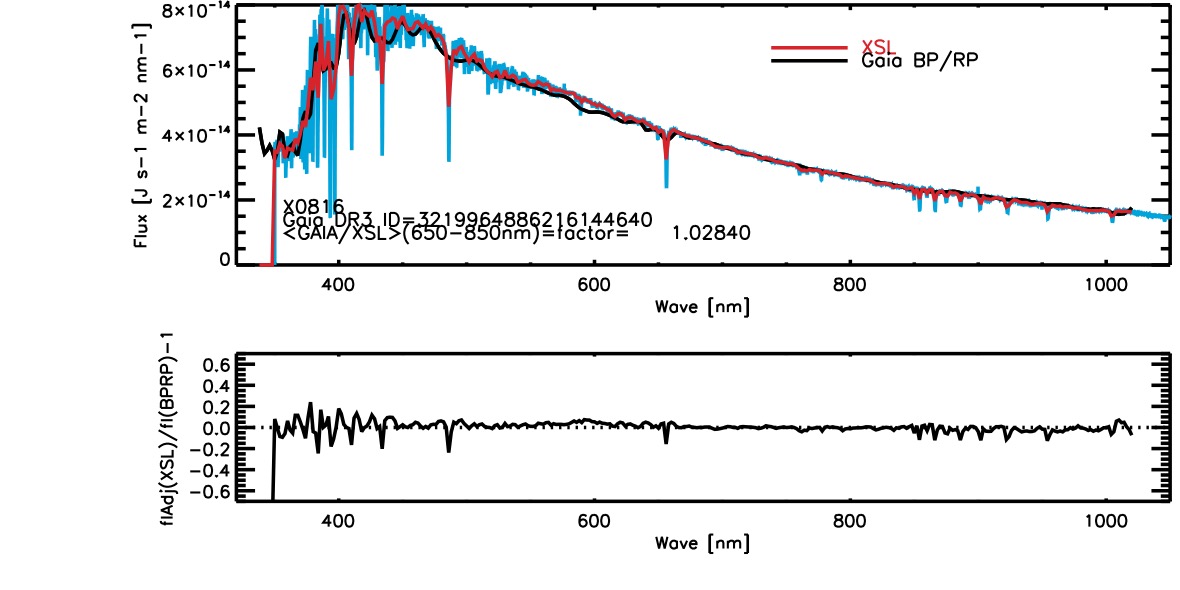 8×10⁻¹⁴
6×10⁻¹⁴
4×10⁻¹⁴
2×10⁻¹⁴
0
Flux [J s−1 m−2 nm−1]
XSL
Gaia BP/RP
X0816
Gaia DR3 ID=3219964886216144640
<GAIA/XSL>(650−850nm)=factor= 1.02840
400 600 800 1000
Wave [nm]
flAdj(XSL)/fl(BPRP)−1
0.6
0.4
0.2
0.0
−0.2
−0.4
−0.6
400 600 800 1000
Wave [nm]